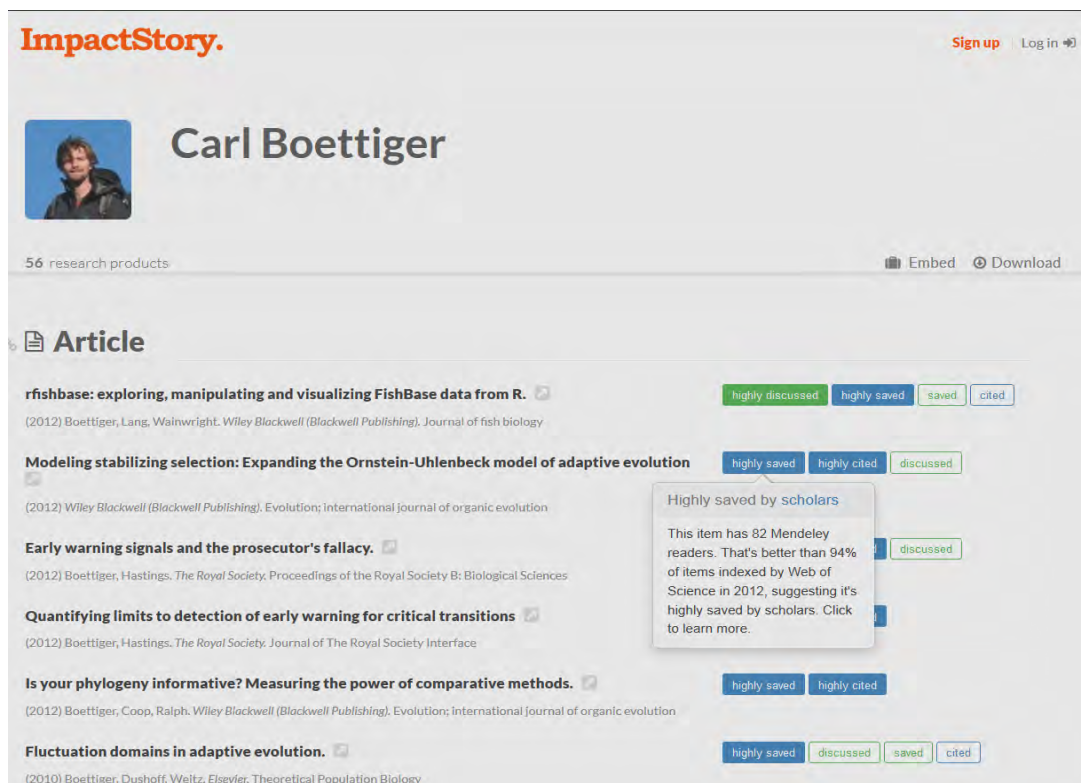 ImpactStory.
Sign up
Log in
Carl Boettiger
56 research products
Embed
Download
Article
rfishbase: exploring, manipulating and visualizing FishBase data from R.
highly discussed
highly saved
saved
cited
(2012) Boettiger, Lang, Wainwright. Wiley Blackwell (Blackwell Publishing). Journal of fish biology
Modeling stabilizing selection: Expanding the Ornstein-Uhlenbeck model of adaptive evolution
highly saved
highly cited
discussed
(2012) Wiley Blackwell (Blackwell Publishing). Evolution; international journal of organic evolution
Highly saved by scholars
This item has 82 Mendeley
readers. That's better than 94%
of items indexed by Web of
Science in 2012, suggesting it's
highly saved by scholars. Click
to learn more.
Early warning signals and the prosecutor's fallacy.
discussed
(2012) Boettiger, Hastings. The Royal Society. Proceedings of the Royal Society B: Biological Sciences
Quantifying limits to detection of early warning for critical transitions
(2012) Boettiger, Hastings. The Royal Society. Journal of The Royal Society Interface
Is your phylogeny informative? Measuring the power of comparative methods.
highly saved
highly cited
(2012) Boettiger, Coop, Ralph. Wiley Blackwell (Blackwell Publishing). Evolution; international journal of organic evolution
Fluctuation domains in adaptive evolution.
highly saved
discussed
saved
cited
(2010) Boettiger, Dushoff, Weitz. Elsevier. Theoretical Population Biology